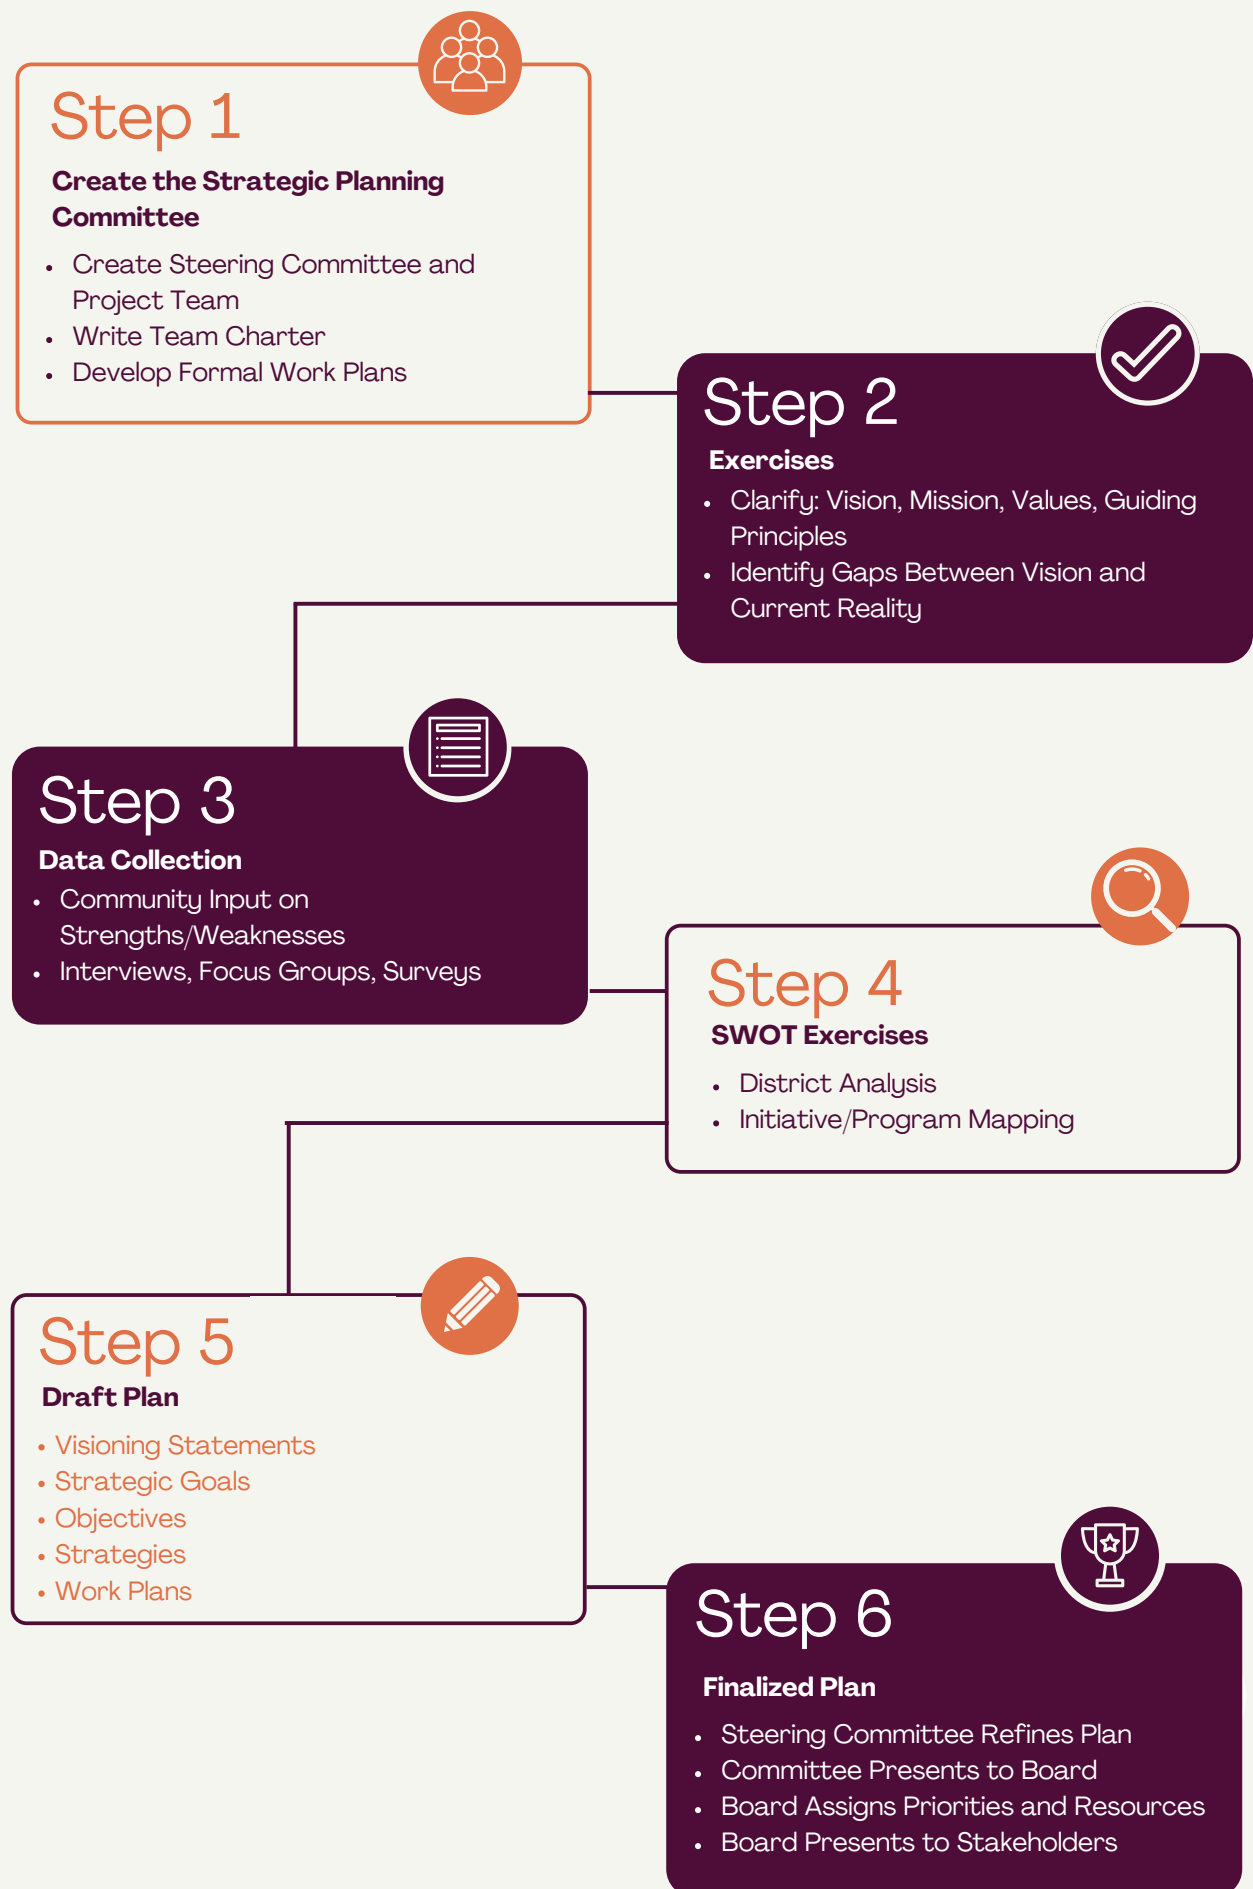 Step 1
Create the Strategic Planning
Committee
• Create Steering Committee and
Project Team
• Write Team Charter
• Develop Formal Work Plans
Step 2
Exercises
• Clarify: Vision, Mission, Values, Guiding
Principles
• Identify Gaps Between Vision and
Current Reality
Step 3
Data Collection
• Community Input on
Strengths/Weaknesses
• Interviews, Focus Groups, Surveys
Step 4
SWOT Exercises
• District Analysis
• Initiative/Program Mapping
Step 5
Draft Plan
• Visioning Statements
• Strategic Goals
• Objectives
• Strategies
• Work Plans
Step 6
Finalized Plan
• Steering Committee Refines Plan
• Committee Presents to Board
• Board Assigns Priorities and Resources
• Board Presents to Stakeholders